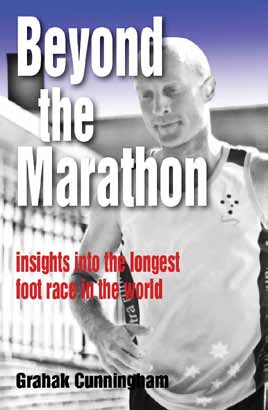 Beyond
the
Marathon
insights into the longest
foot race in the world
Grahak Cunningham